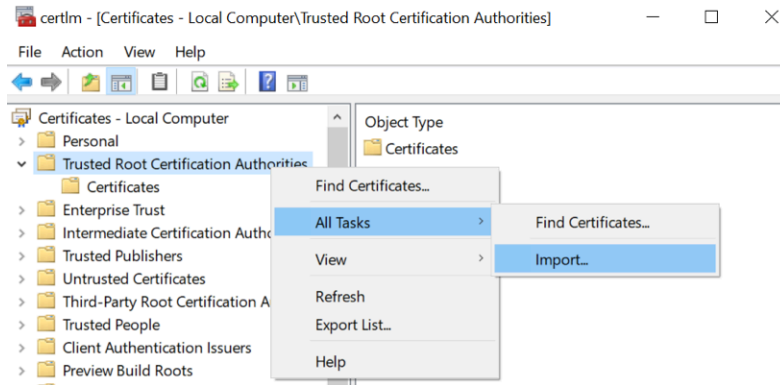 certlm - [Certificates - Local Computer\Trusted Root Certification Authorities]
File Action View Help
Certificates - Local Computer
Personal
Trusted Root Certification Authorities
Certificates
Enterprise Trust
Intermediate Certification Autho
Trusted Publishers
Untrusted Certificates
Third-Party Root Certification A
Trusted People
Client Authentication Issuers
Preview Build Roots
Object Type
Certificates
Find Certificates...
All Tasks
View
Refresh
Export List...
Help
Find Certificates...
Import...